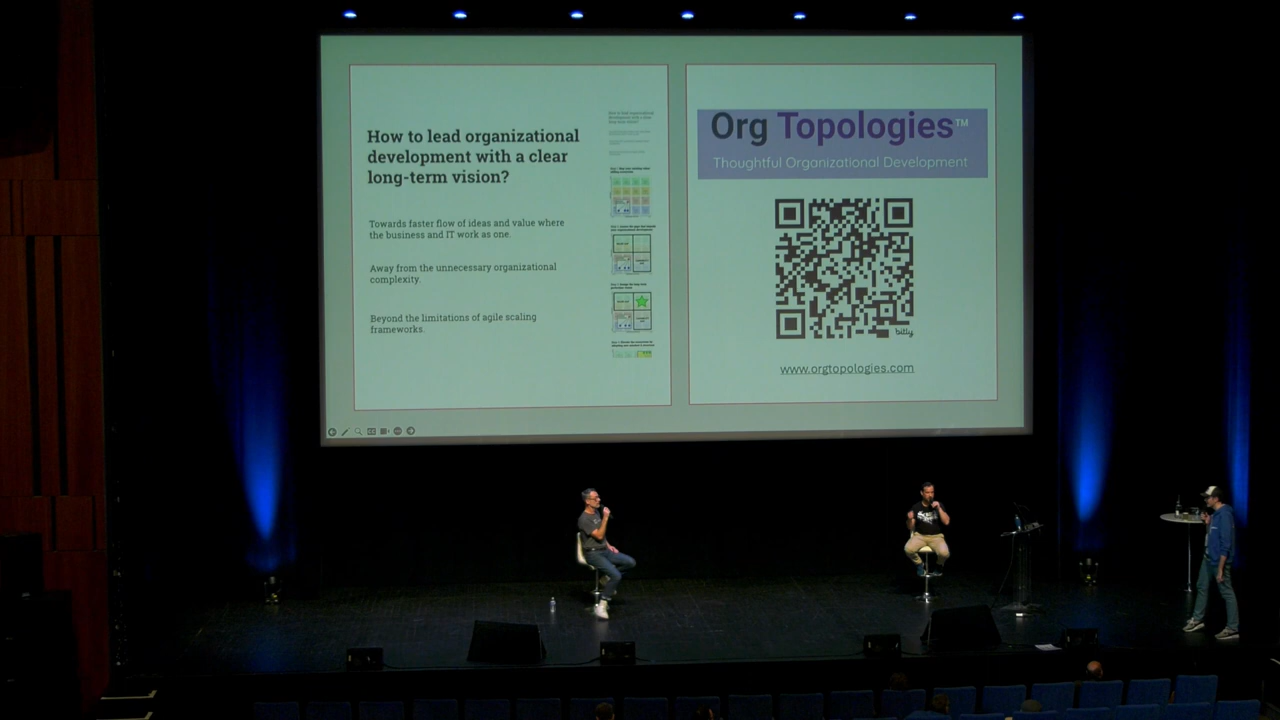 How to lead organizational
development with a clear
long-term vision?
Towards faster flow of ideas and value where
the business and IT work as one.
Away from the unnecessary organizational
complexity.
Beyond the limitations of agile scaling
frameworks.
Org Topologies™
Thoughtful Organizational Development
bitly
www.orgtopologies.com